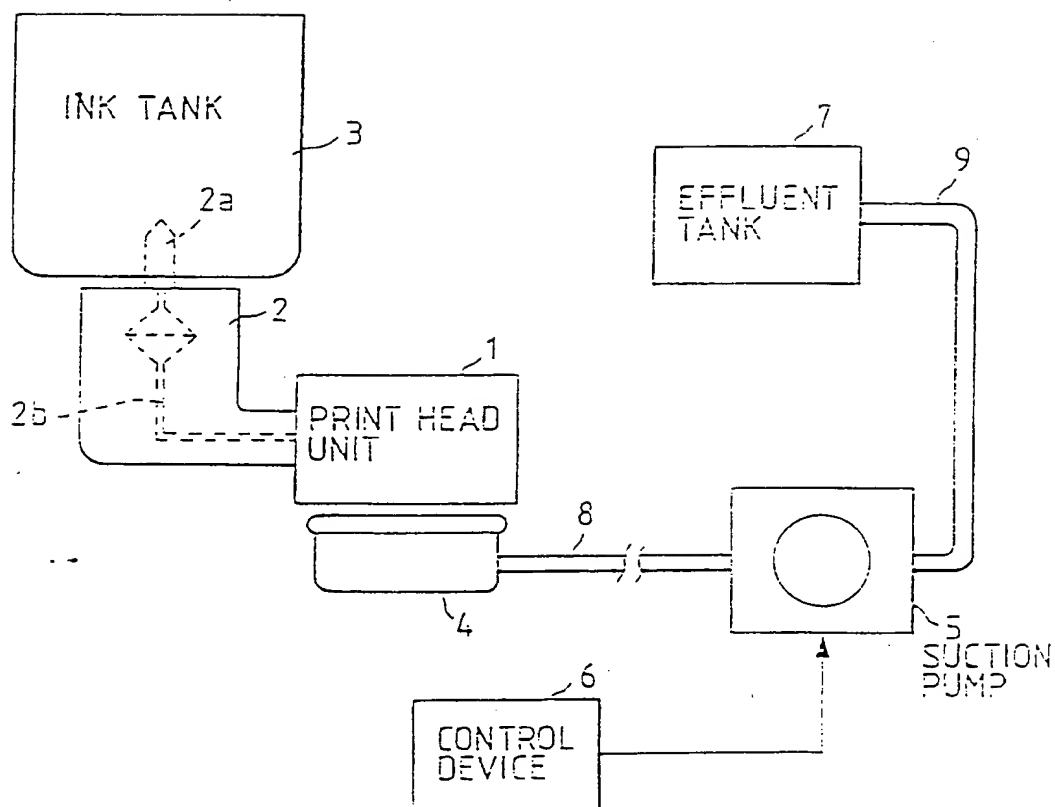 INK TANK
3
2a
2
2b
1
PRINT HEAD
UNIT
7
EFFLUENT
TANK
9
8
4
5
SUCTION
PUMP
6
CONTROL
DEVICE